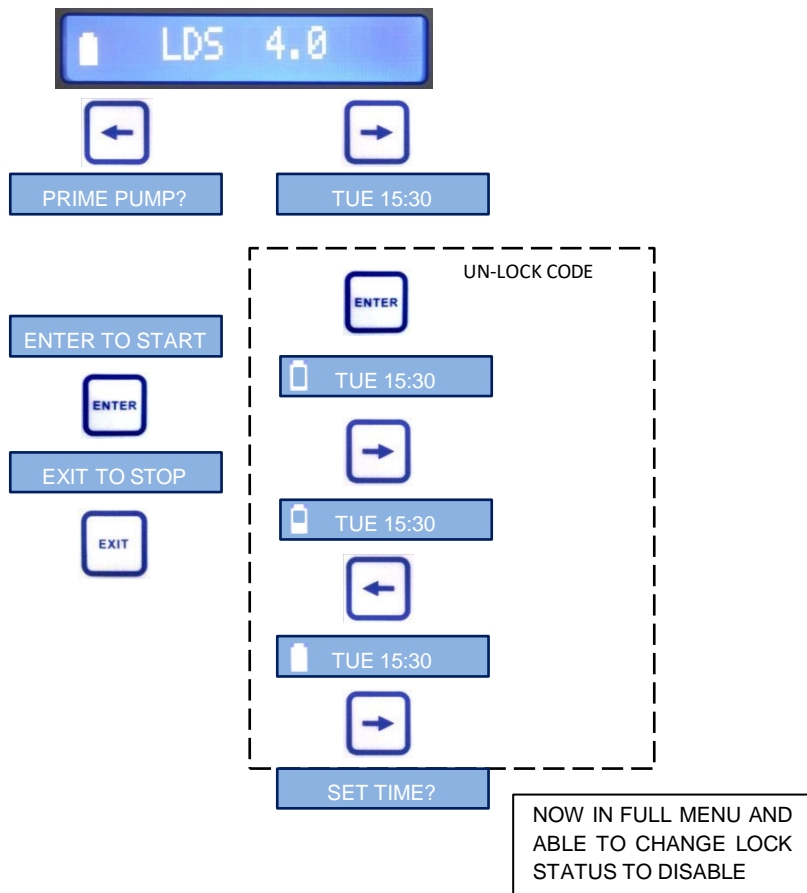 LDS 4.0
PRIME PUMP?
TUE 15:30
UN-LOCK CODE
ENTER
ENTER TO START
TUE 15:30
ENTER
EXIT TO STOP
TUE 15:30
EXIT
TUE 15:30
SET TIME?
NOW IN FULL MENU AND
ABLE TO CHANGE LOCK
STATUS TO DISABLE